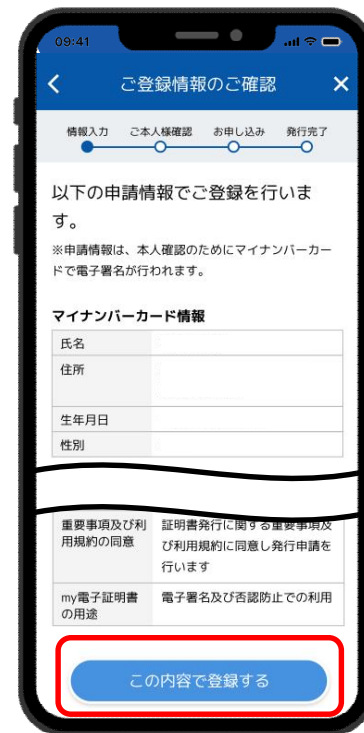 09:41
ご登録情報のご確認
情報入力 ご本人様確認 お申し込み 発行完了
以下の申請情報でご登録を行いま
す。
※申請情報は、本人確認のためにマイナンバーカー
ドで電子署名が行われます。
マイナンバーカード情報
氏名
住所
生年月日
性別
重要事項及び利
用規約の同意
証明書発行に関する重要事項及
び利用規約に同意し発行申請を
行います
my電子証明書
の用途
電子署名及び否認防止での利用
この内容で登録する